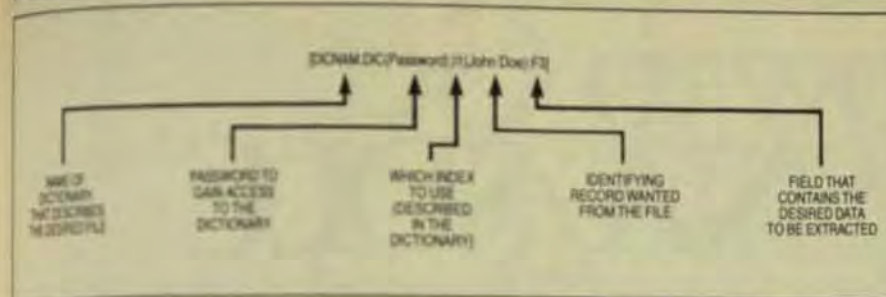 [DICNAM.DIC(Password);I1(John Doe):F3]
NAME OF
DICTIONARY
THAT DESCRIBES
THE DESIRED FILE
PASSWORD TO
GAIN ACCESS
TO THE
DICTIONARY
WHICH INDEX
TO USE
(DESCRIBED
IN THE
DICTIONARY)
IDENTIFYING
RECORD WANTED
FROM THE FILE
FIELD THAT
CONTAINS THE
DESIRED DATA
TO BE EXTRACTED